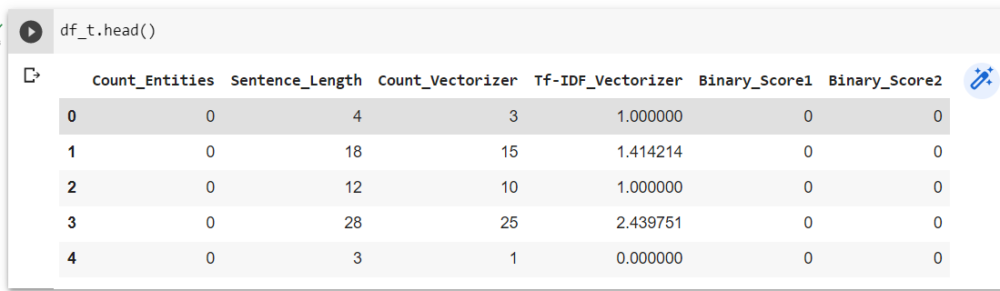 df_t.head()
Count_Entities Sentence_Length Count_Vectorizer Tf-IDF_Vectorizer Binary_Score1 Binary_Score2
0 0 4 3 1.000000 0 0
1 0 18 15 1.414214 0 0
2 0 12 10 1.000000 0 0
3 0 28 25 2.439751 0 0
4 0 3 1 0.000000 0 0